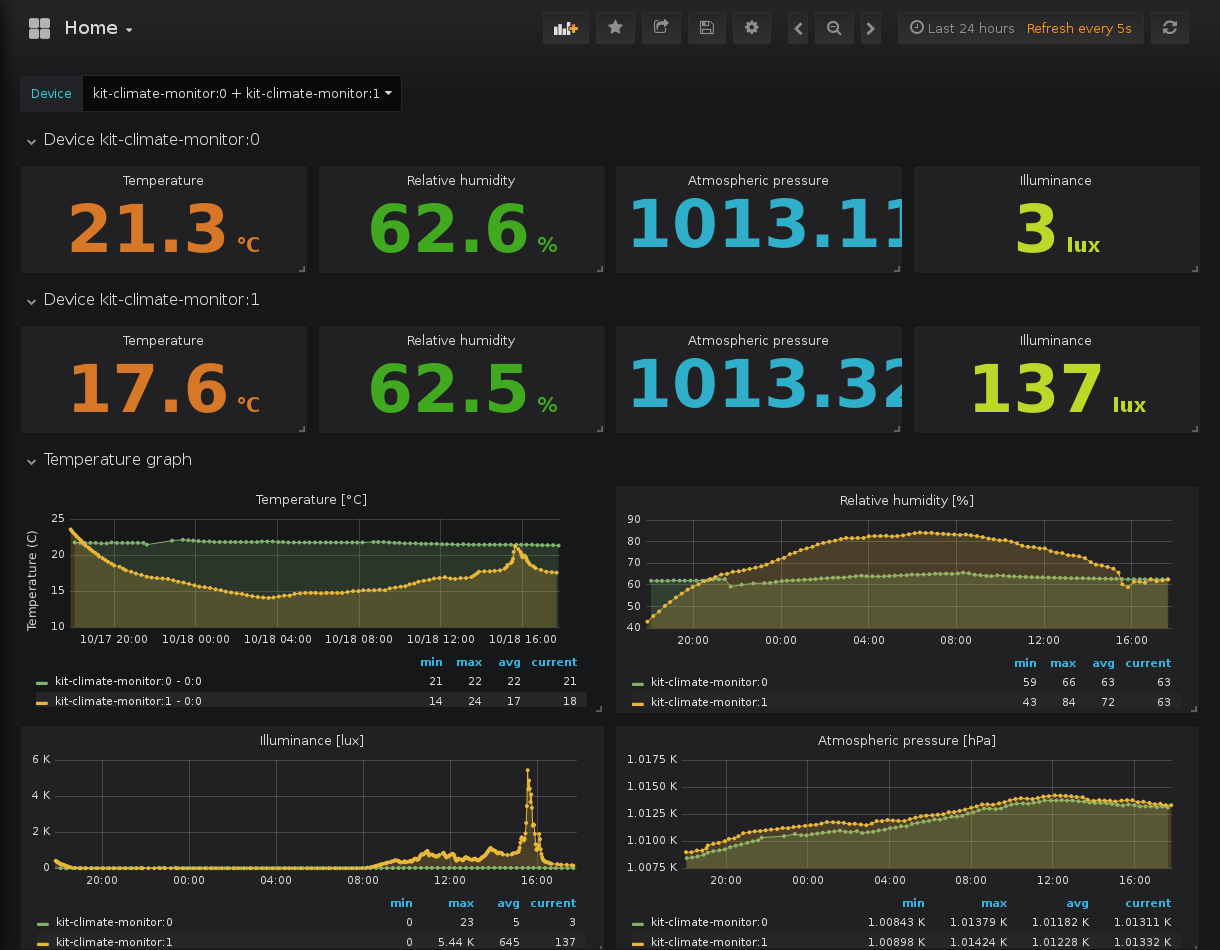 Home
Last 24 hours Refresh every 5s
Device kit-climate-monitor:0 + kit-climate-monitor:1
Device kit-climate-monitor:0
Temperature Relative humidity Atmospheric pressure Illuminance
21.3 °C 62.6 % 1013.11 3 lux
Device kit-climate-monitor:1
Temperature Relative humidity Atmospheric pressure Illuminance
17.6 °C 62.5 % 1013.32 137 lux
Temperature graph
Temperature [°C]
Temperature (C)
25
20
15
10
10/17 20:00 10/18 00:00 10/18 04:00 10/18 08:00 10/18 12:00 10/18 16:00
min max avg current
kit-climate-monitor:0 - 0:0 21 22 22 21
kit-climate-monitor:1 - 0:0 14 24 17 18
Relative humidity [%]
90
80
70
60
50
40
20:00 00:00 04:00 08:00 12:00 16:00
min max avg current
kit-climate-monitor:0 59 66 63 63
kit-climate-monitor:1 43 84 72 63
Illuminance [lux]
6 K
4 K
2 K
0
20:00 00:00 04:00 08:00 12:00 16:00
min max avg current
kit-climate-monitor:0 0 23 5 3
kit-climate-monitor:1 0 5.44 K 645 137
Atmospheric pressure [hPa]
1.0175 K
1.0150 K
1.0125 K
1.0100 K
1.0075 K
20:00 00:00 04:00 08:00 12:00 16:00
min max avg current
kit-climate-monitor:0 1.00843 K 1.01379 K 1.01182 K 1.01311 K
kit-climate-monitor:1 1.00898 K 1.01424 K 1.01228 K 1.01332 K